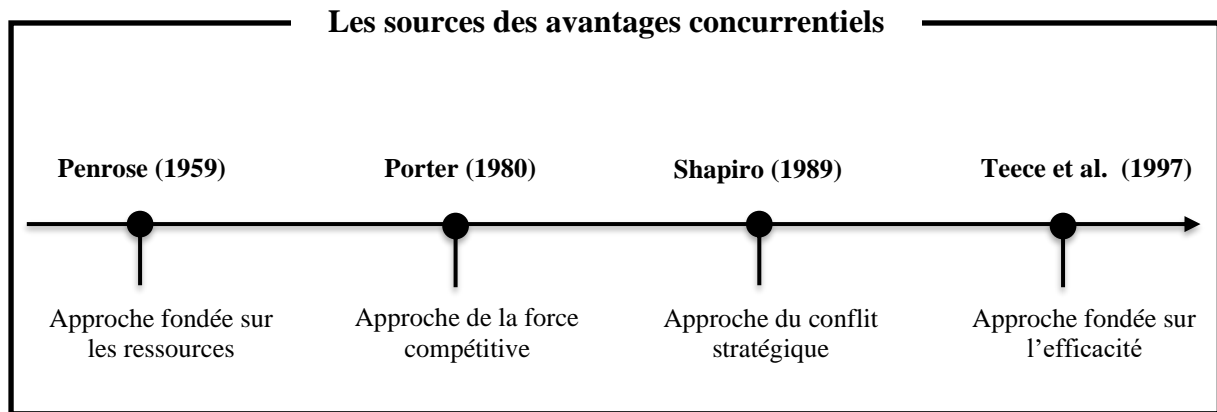 Les sources des avantages concurrentiels
Penrose (1959)
Porter (1980)
Shapiro (1989)
Teece et al. (1997)
Approche fondée sur
les ressources
Approche de la force
compétitive
Approche du conflit
stratégique
Approche fondée sur
l’efficacité